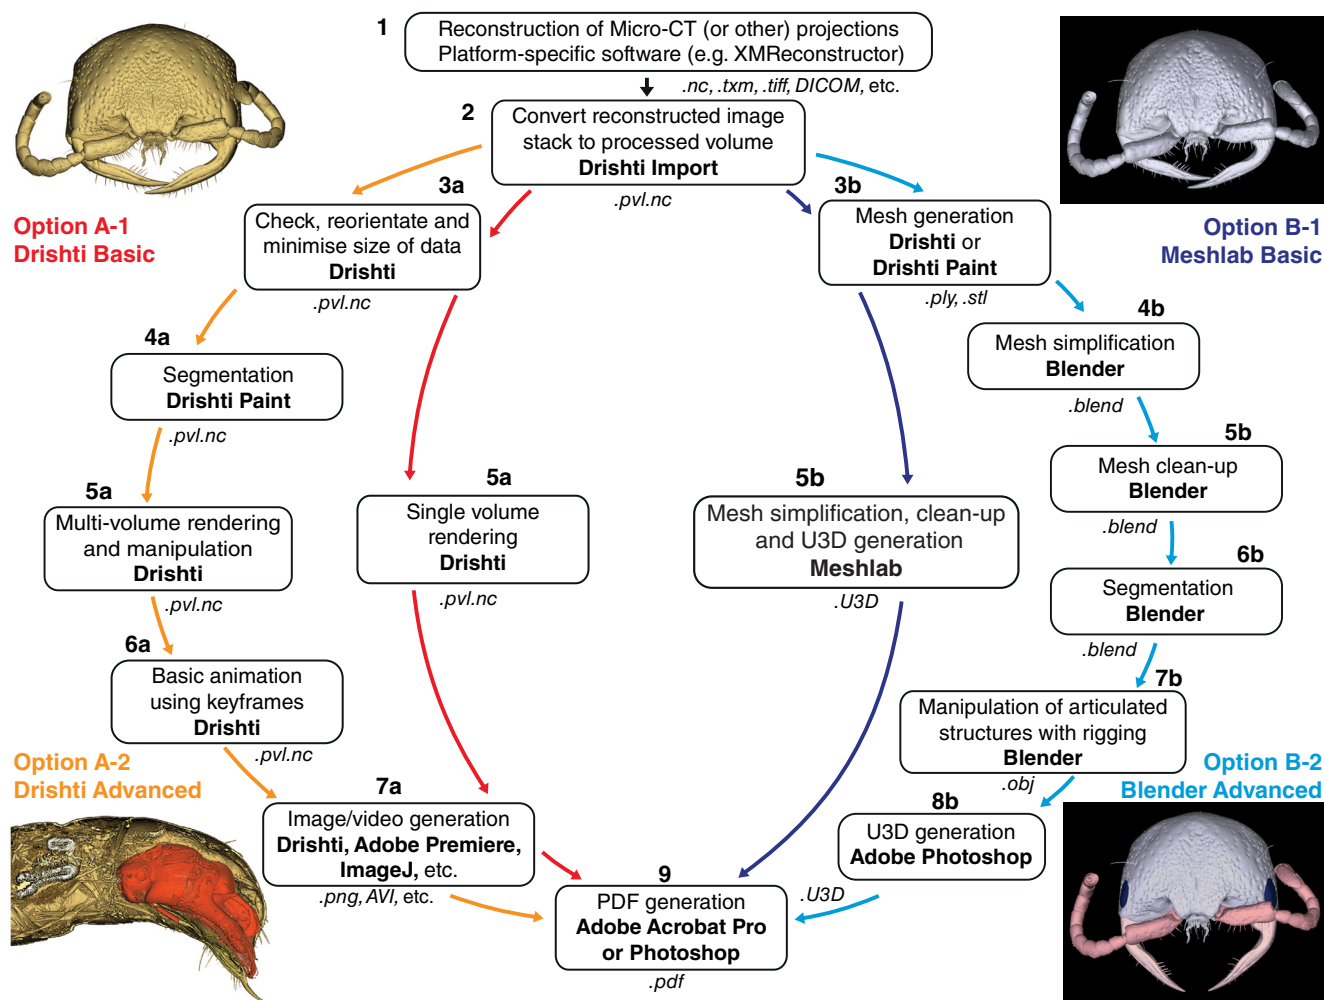 1
Reconstruction of Micro-CT (or other) projections
Platform-specific software (e.g. XMReconstructor)
.nc, .txm, .tiff, DICOM, etc.
2
Convert reconstructed image
stack to processed volume
Drishti Import
.pvl.nc
Option A-1
Drishti Basic
3a
Check, reorientate and
minimise size of data
Drishti
.pvl.nc
3b
Mesh generation
Drishti or
Drishti Paint
.ply, .stl
Option B-1
Meshlab Basic
4a
Segmentation
Drishti Paint
.pvl.nc
4b
Mesh simplification
Blender
.blend
5a
Multi-volume rendering
and manipulation
Drishti
.pvl.nc
5a
Single volume
rendering
Drishti
.pvl.nc
5b
Mesh simplification, clean-up
and U3D generation
Meshlab
.U3D
5b
Mesh clean-up
Blender
.blend
6b
Segmentation
Blender
.blend
6a
Basic animation
using keyframes
Drishti
.pvl.nc
7b
Manipulation of articulated
structures with rigging
Blender
.obj
Option A-2
Drishti Advanced
Option B-2
Blender Advanced
7a
Image/video generation
Drishti, Adobe Premiere,
ImageJ, etc.
.png, AVI, etc.
8b
U3D generation
Adobe Photoshop
.U3D
9
PDF generation
Adobe Acrobat Pro
or Photoshop
.pdf